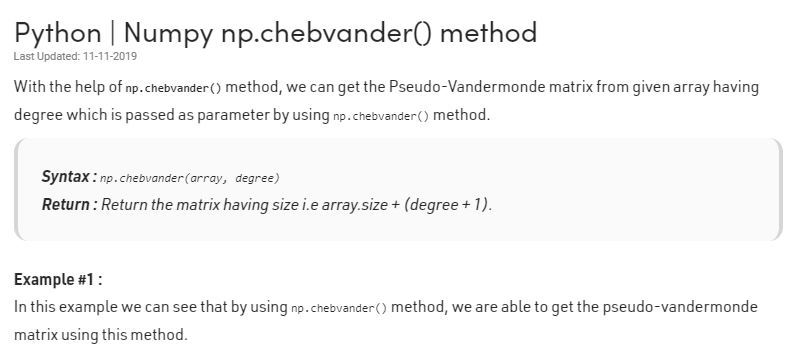 Python | Numpy np.chebvander() method
Last Updated: 11-11-2019
With the help of np.chebvander() method, we can get the Pseudo-Vandermonde matrix from given array having
degree which is passed as parameter by using np.chebvander() method.
Syntax : np.chebvander(array, degree)
Return : Return the matrix having size i.e array.size + (degree + 1).
Example #1 :
In this example we can see that by using np.chebvander() method, we are able to get the pseudo-vandermonde
matrix using this method.